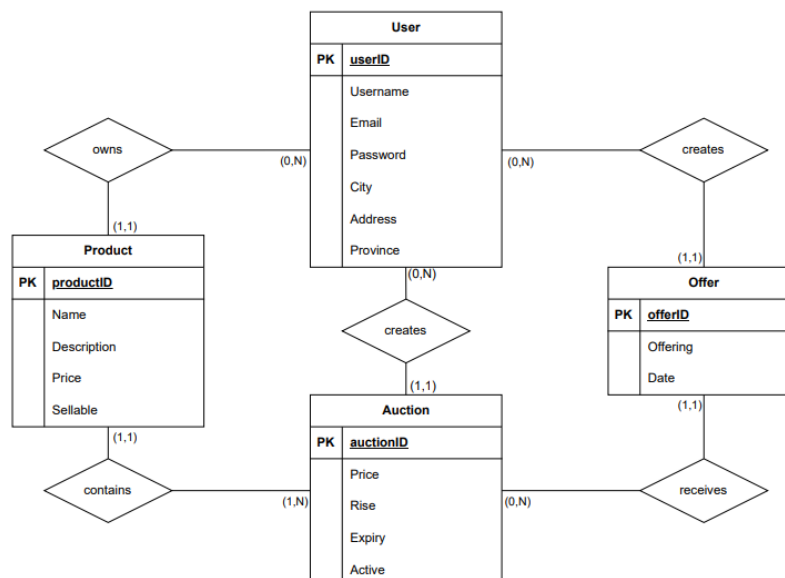 User
PK userID
Username
Email
Password
City
Address
Province
owns
(0,N)
(0,N)
creates
(1,1)
(1,1)
Product
PK productID
Name
Description
Price
Sellable
(0,N)
creates
(1,1)
Offer
PK offerID
Offering
Date
(1,1)
(1,1)
Auction
PK auctionID
Price
Rise
Expiry
Active
contains
(1,N)
(0,N)
receives